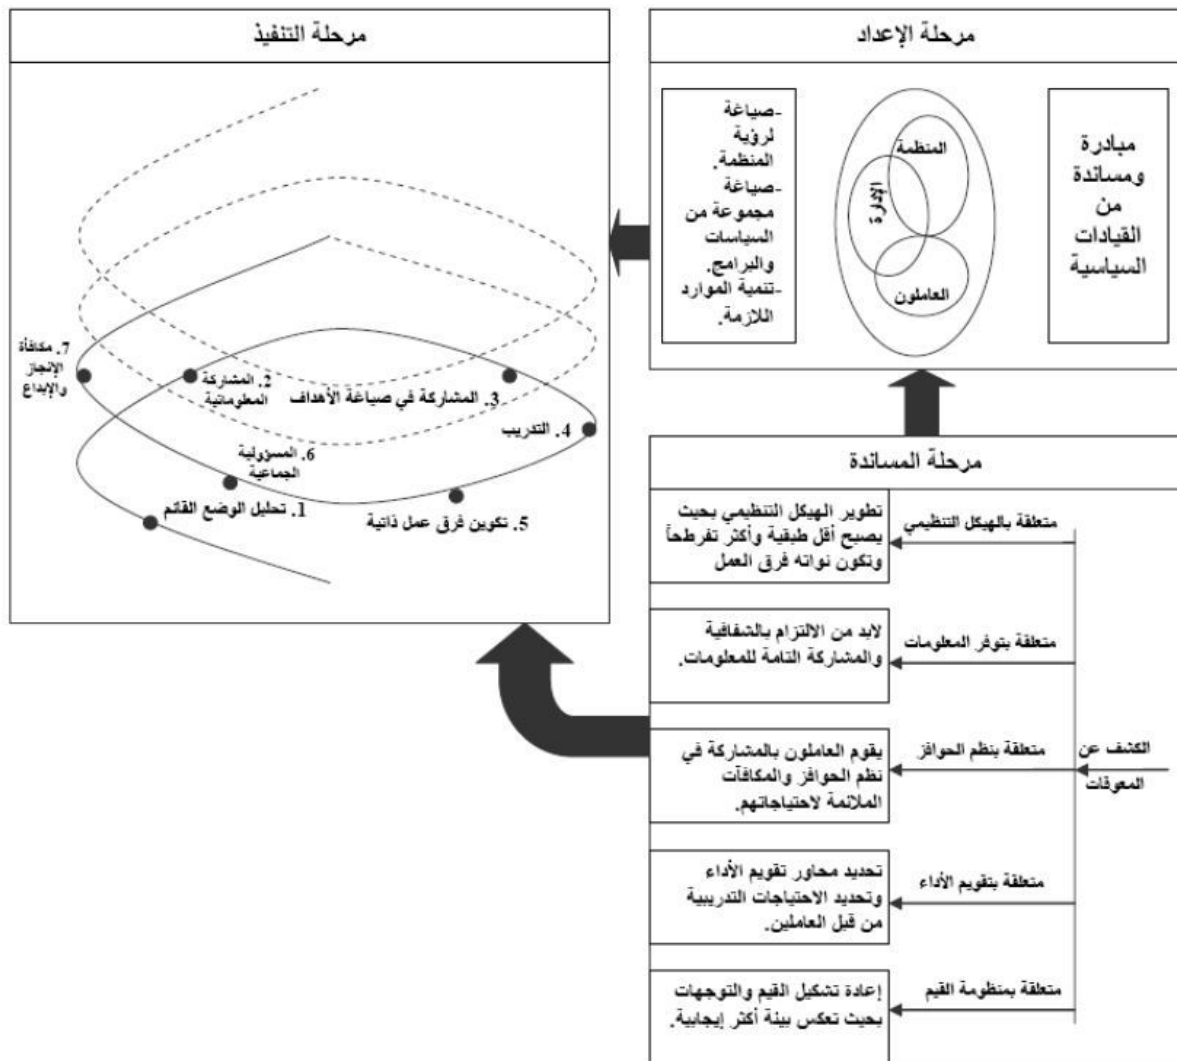 مرحلة الإعداد
مبادرة
ومساندة
من
القيادات
السياسية
المنظمة
الإدارة
العاملون
-صياغة
لرؤية
المنظمة.
-صياغة
مجموعة من
السياسات
والبرامج.
-تنمية الموارد
اللازمة.
مرحلة التنفيذ
7. مكافأة
الإنجاز
والإبداع
2. المشاركة
المعلوماتية
3. المشاركة في صياغة الأهداف
4. التدريب
6. المسؤولية
الجماعية
1. تحليل الوضع القائم
5. تكوين فرق عمل ذاتية
مرحلة المساندة
الكشف عن
المعوقات
متعلقة بالهيكل التنظيمي
تطوير الهيكل التنظيمي بحيث
يصبح أقل طبقية وأكثر تفرطحاً
وتكون نواته فرق العمل
متعلقة بتوفر المعلومات
لابد من الالتزام بالشفافية
والمشاركة التامة للمعلومات.
متعلقة بنظم الحوافز
يقوم العاملون بالمشاركة في
نظم الحوافز والمكافآت
الملائمة لاحتياجاتهم.
متعلقة بتقويم الأداء
تحديد محاور تقويم الأداء
وتحديد الاحتياجات التدريبية
من قبل العاملين.
متعلقة بمنظومة القيم
إعادة تشكيل القيم والتوجهات
بحيث تعكس بيئة أكثر إيجابية.